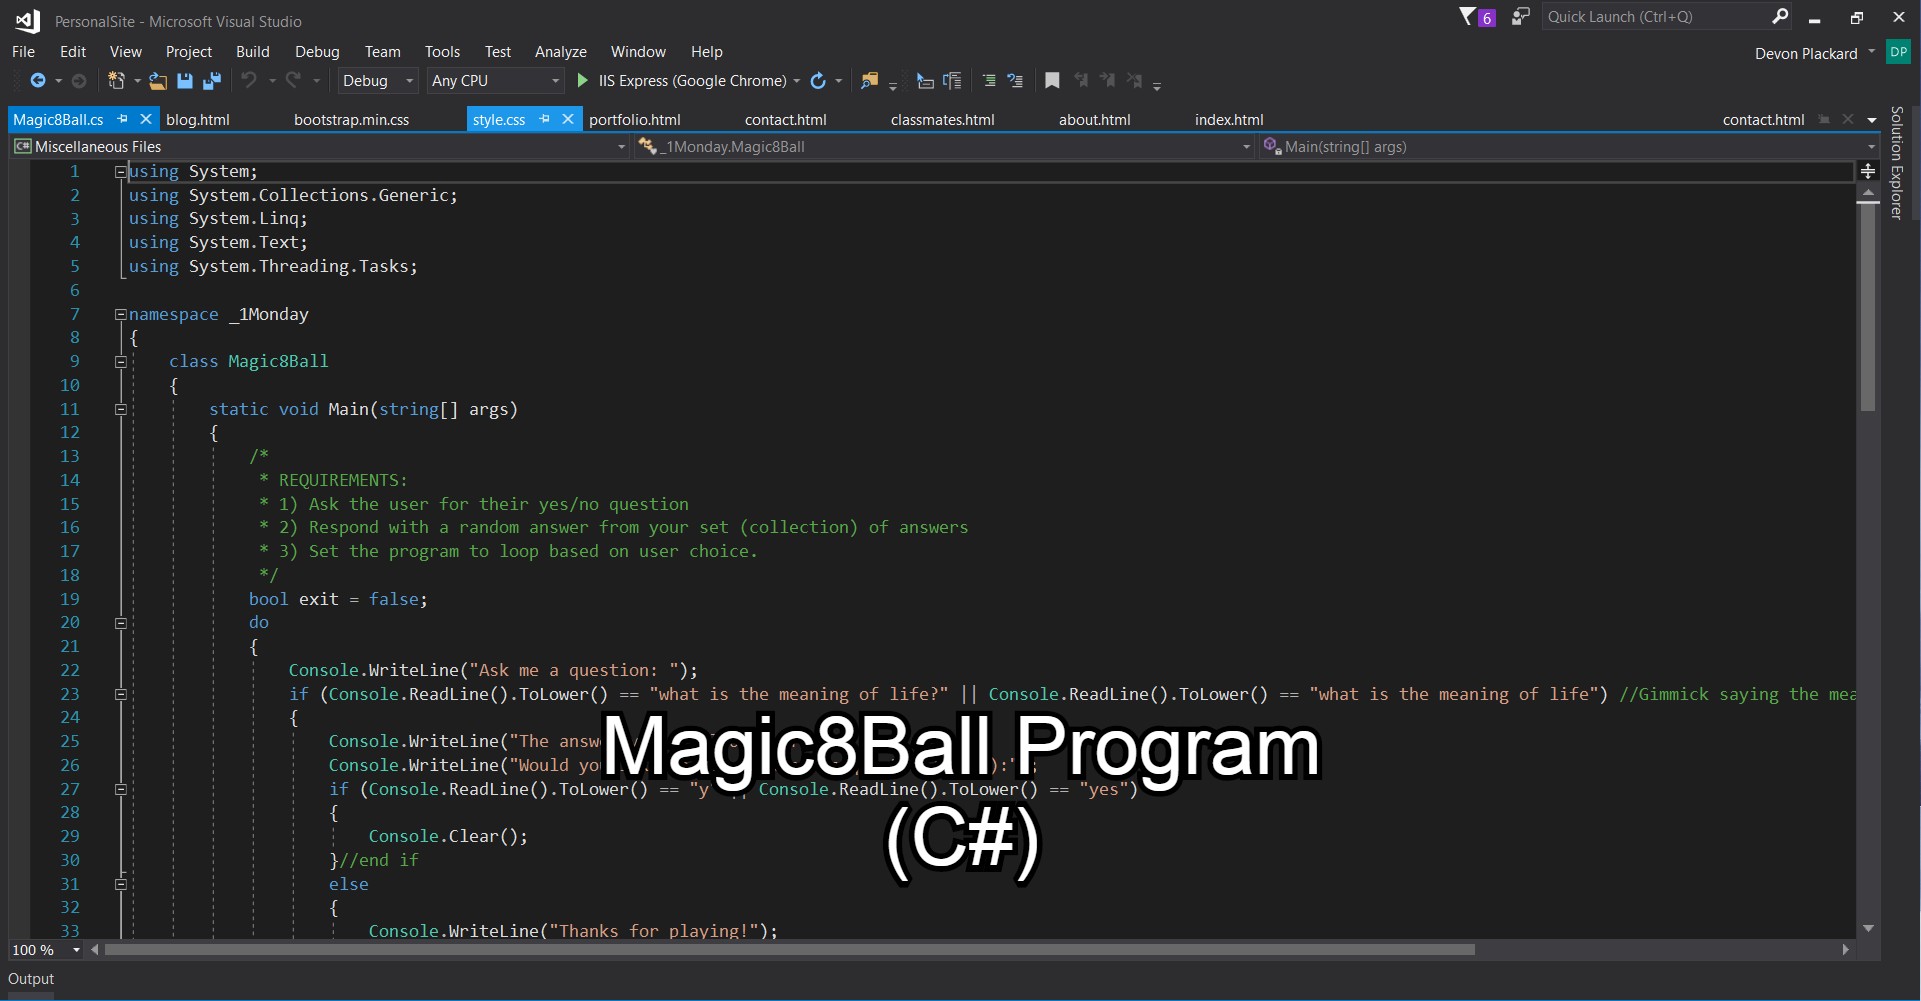 PersonalSite - Microsoft Visual Studio
6
Quick Launch (Ctrl+Q)
File Edit View Project Build Debug Team Tools Test Analyze Window Help
Devon Plackard DP
Debug Any CPU IIS Express (Google Chrome)
Magic8Ball.cs blog.html bootstrap.min.css style.css portfolio.html contact.html classmates.html about.html index.html contact.html
Solution Explorer
C# Miscellaneous Files _1Monday.Magic8Ball Main(string[] args)
1 using System;
2 using System.Collections.Generic;
3 using System.Linq;
4 using System.Text;
5 using System.Threading.Tasks;
6
7 namespace _1Monday
8 {
9 class Magic8Ball
10 {
11 static void Main(string[] args)
12 {
13 /*
14 * REQUIREMENTS:
15 * 1) Ask the user for their yes/no question
16 * 2) Respond with a random answer from your set (collection) of answers
17 * 3) Set the program to loop based on user choice.
18 */
19 bool exit = false;
20 do
21 {
22 Console.WriteLine("Ask me a question: ");
23 if (Console.ReadLine().ToLower() == "what is the meaning of life?" || Console.ReadLine().ToLower() == "what is the meaning of life") //Gimmick saying the mea
24 {
25 Console.WriteLine("The answ
26 Console.WriteLine("Would yo
27 if (Console.ReadLine().ToLower() == "y || Console.ReadLine().ToLower() == "yes")
28 {
29 Console.Clear();
30 }//end if
31 else
32 {
33 Console.WriteLine("Thanks for playing!");
Magic8Ball Program
(C#)
100 %
Output